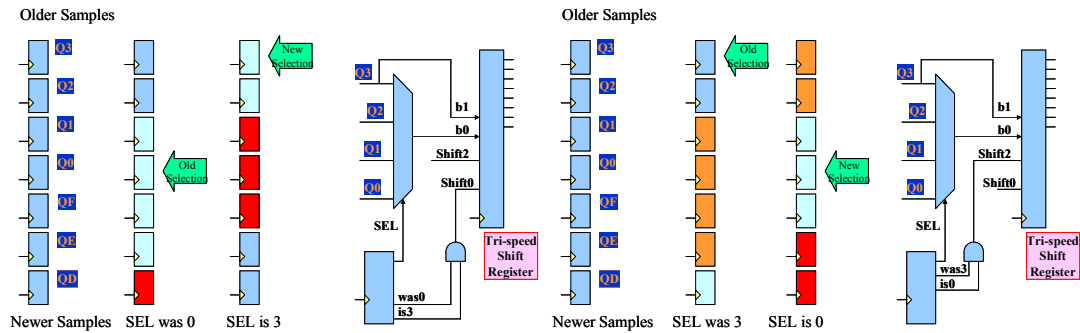 Older Samples
Q3
Q2
Q1
Q0
QF
QE
QD
Newer Samples
SEL was 0
SEL is 3
Old
Selection
New
Selection
Q3
Q2
Q1
Q0
b1
b0
Shift2
Shift0
SEL
was0
is3
Tri-speed
Shift
Register
Older Samples
Q3
Q2
Q1
Q0
QF
QE
QD
Newer Samples
SEL was 3
SEL is 0
Old
Selection
New
Selection
Q3
Q2
Q1
Q0
b1
b0
Shift2
Shift0
SEL
was3
is0
Tri-speed
Shift
Register